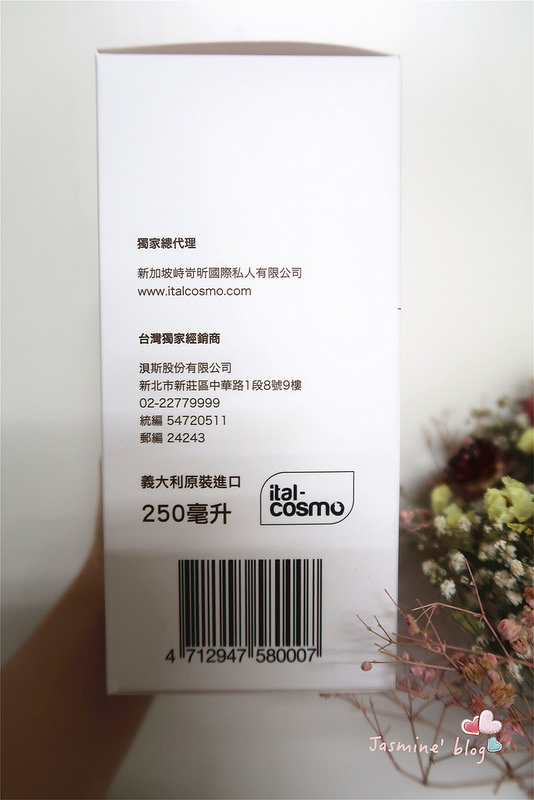 獨家總代理
新加坡峙岢昕國際私人有限公司
www.italcosmo.com
台灣獨家經銷商
浿斯股份有限公司
新北市新莊區中華路1段8號9樓
02-22779999
統編 54720511
郵編 24243
義大利原裝進口
250毫升
ital-
cosmo
4 712947 580007
Jasmine' blog